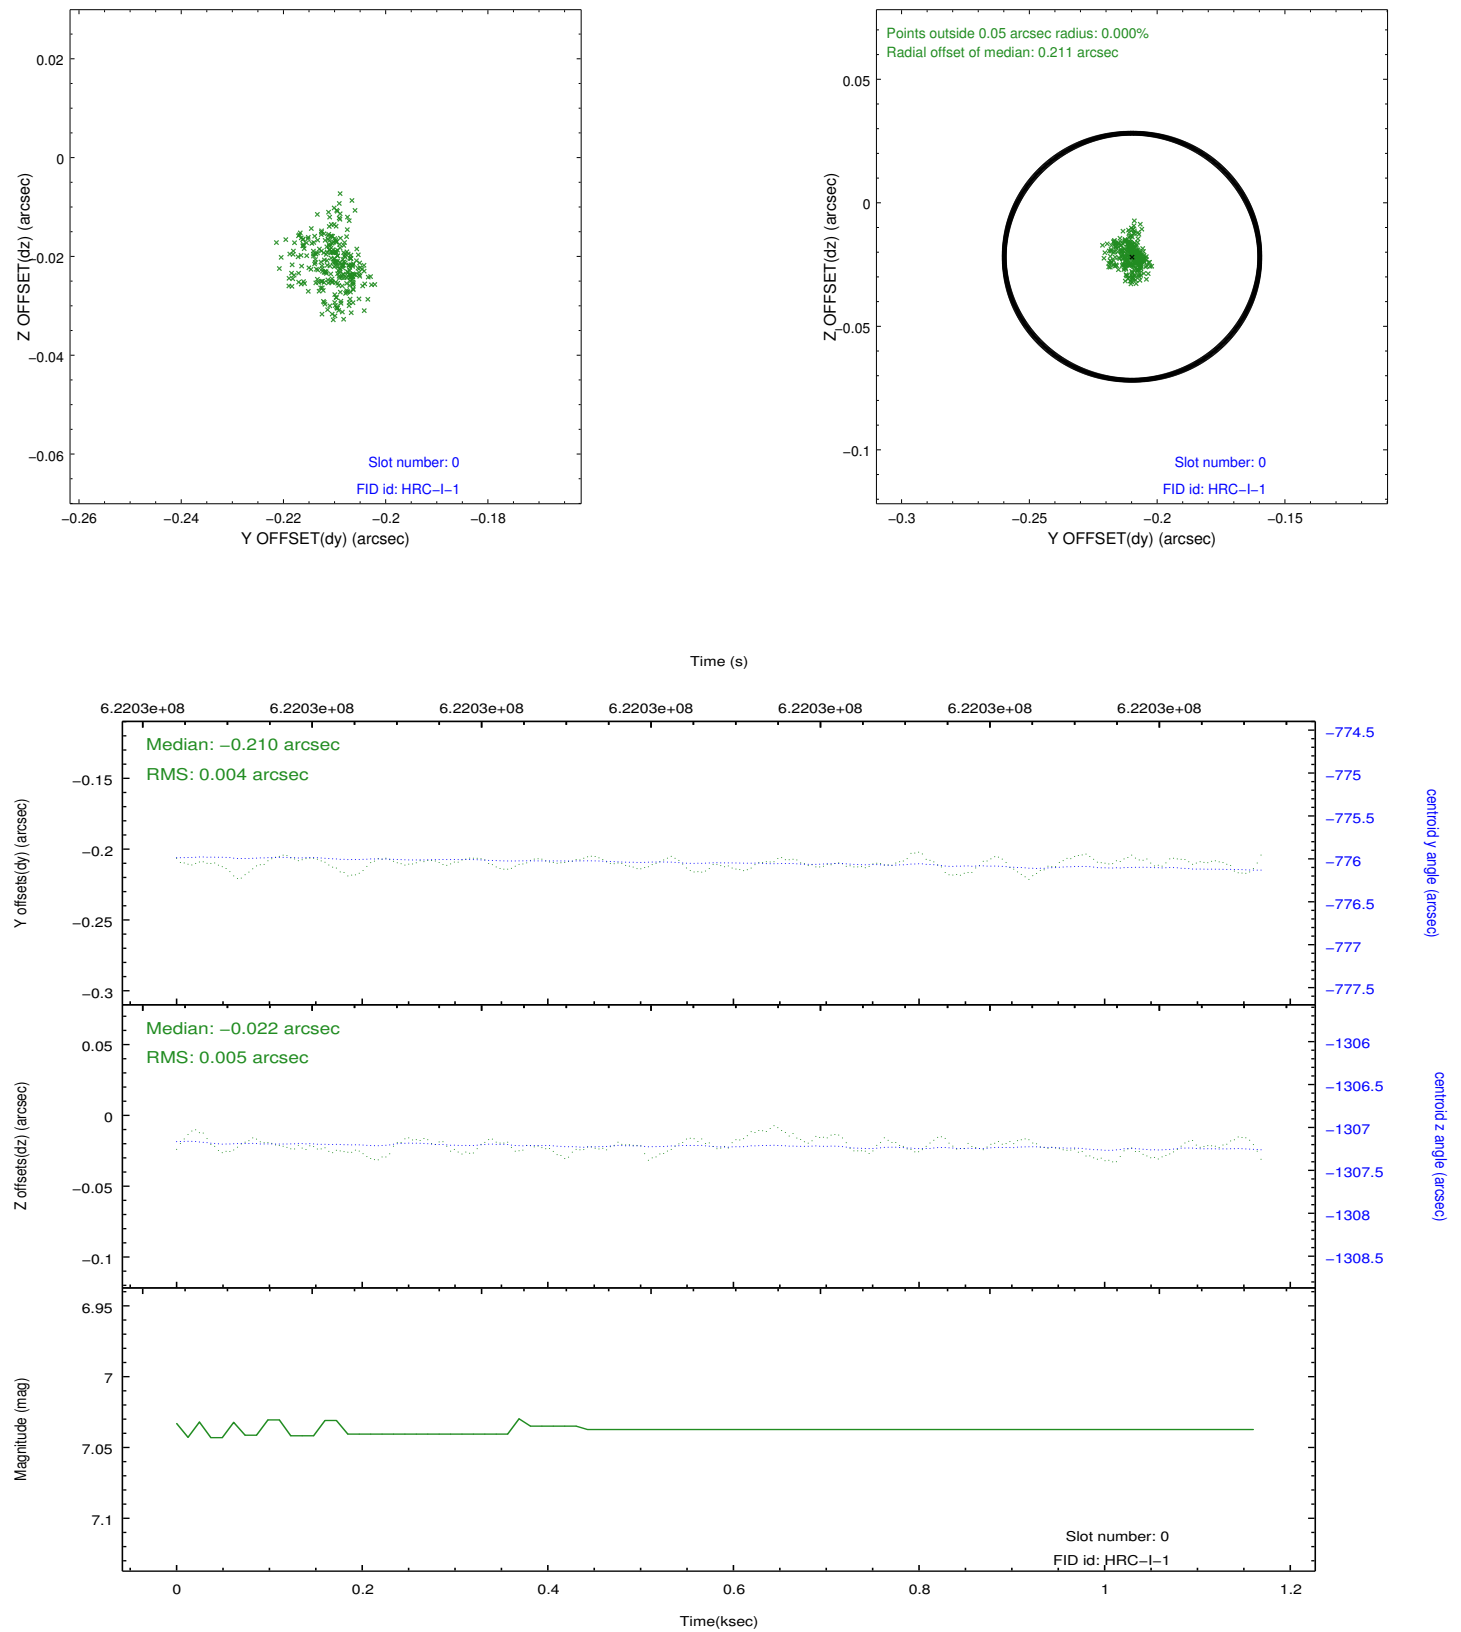 0.02
0
−0.02
−0.04
−0.06
Z OFFSET(dz) (arcsec)
Slot number: 0
FID id: HRC−I−1
−0.26
−0.24
−0.22
−0.2
−0.18
Y OFFSET(dy) (arcsec)
Points outside 0.05 arcsec radius: 0.000%
Radial offset of median: 0.211 arcsec
0.05
0
−0.05
−0.1
Z OFFSET(dz) (arcsec)
Slot number: 0
FID id: HRC−I−1
−0.3
−0.25
−0.2
−0.15
Y OFFSET(dy) (arcsec)
Time (s)
6.2203e+08
6.2203e+08
6.2203e+08
6.2203e+08
6.2203e+08
6.2203e+08
6.2203e+08
Median: −0.210 arcsec
RMS: 0.004 arcsec
−0.15
−0.2
−0.25
−0.3
Y offsets(dy) (arcsec)
−774.5
−775
−775.5
−776
−776.5
−777
−777.5
centroid y angle (arcsec)
Median: −0.022 arcsec
RMS: 0.005 arcsec
0.05
0
−0.05
−0.1
Z offsets(dz) (arcsec)
−1306
−1306.5
−1307
−1307.5
−1308
−1308.5
centroid z angle (arcsec)
6.95
7
7.05
7.1
Magnitude (mag)
Slot number: 0
FID id: HRC−I−1
0
0.2
0.4
0.6
0.8
1
1.2
Time(ksec)